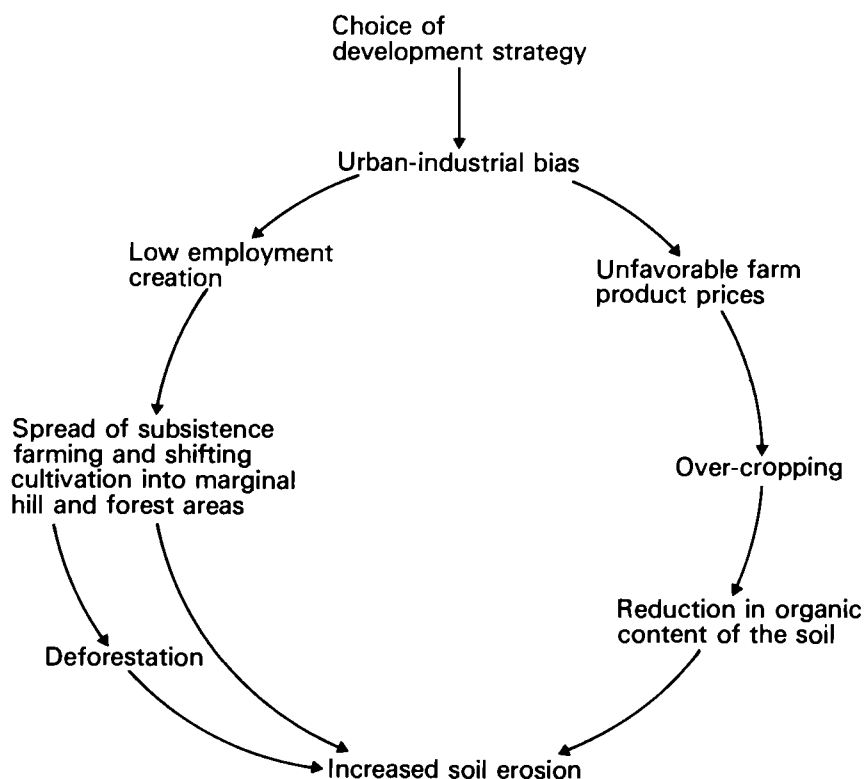 Choice of
development strategy
Urban-industrial bias
Low employment
creation
Unfavorable farm
product prices
Spread of subsistence
farming and shifting
cultivation into marginal
hill and forest areas
Over-cropping
Reduction in organic
content of the soil
Deforestation
Increased soil erosion